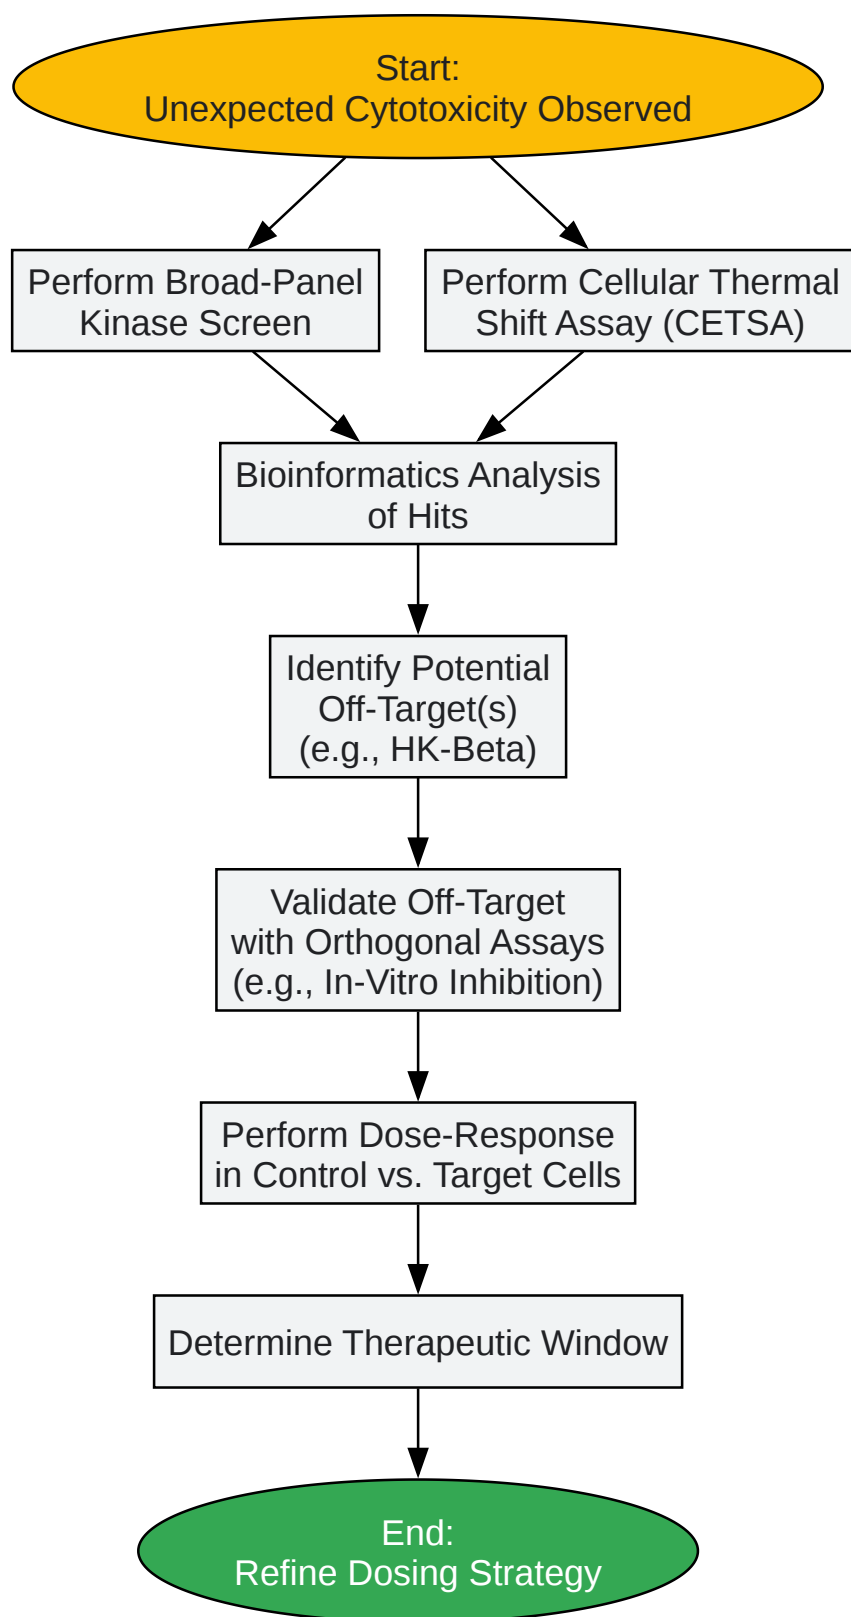 Start:
Unexpected Cytotoxicity Observed
Perform Broad-Panel
Kinase Screen
Perform Cellular Thermal
Shift Assay (CETSA)
Bioinformatics Analysis
of Hits
Identify Potential
Off-Target(s)
(e.g., HK-Beta)
Validate Off-Target
with Orthogonal Assays
(e.g., In-Vitro Inhibition)
Perform Dose-Response
in Control vs. Target Cells
Determine Therapeutic Window
End:
Refine Dosing Strategy